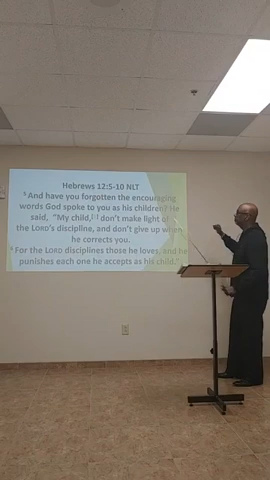 Hebrews 12:5-10 NLT
⁵ And have you forgotten the encouraging
words God spoke to you as his children? He
said, "My child,[a] don't make light of
the LORD's discipline, and don't give up when
he corrects you.
⁶ For the LORD disciplines those he loves, and he
punishes each one he accepts as his child."